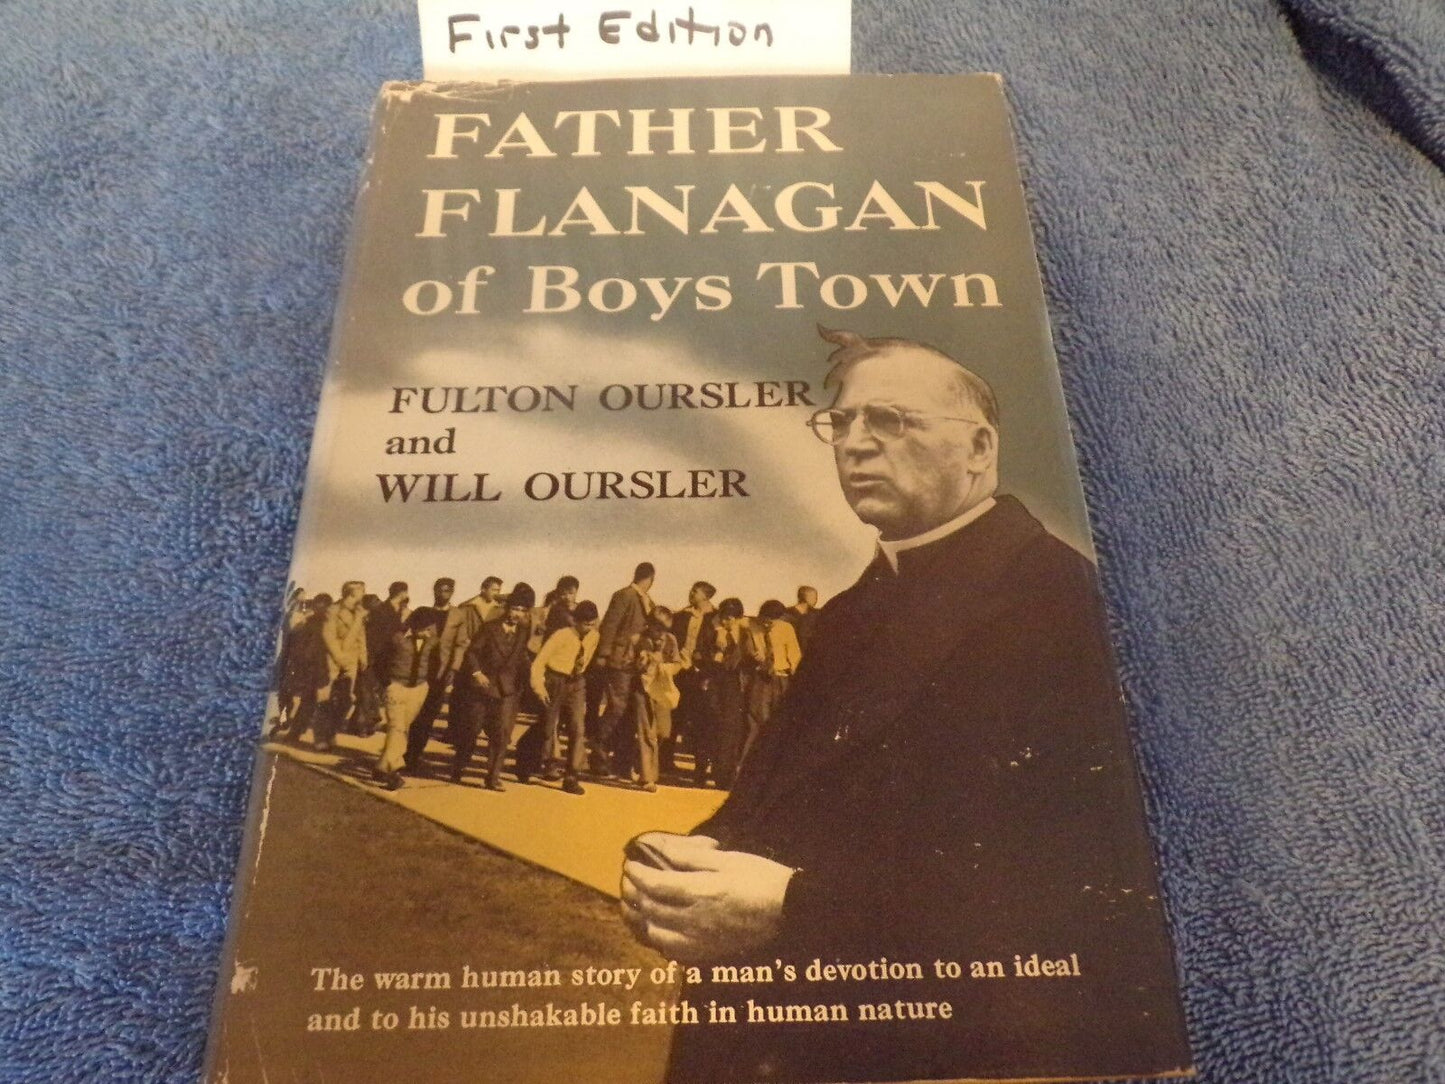 First Edition
FATHER
FLANAGAN
of Boys Town
FULTON OURSLER
and
WILL OURSLER
The warm human story of a man's devotion to an ideal
and to his unshakable faith in human nature